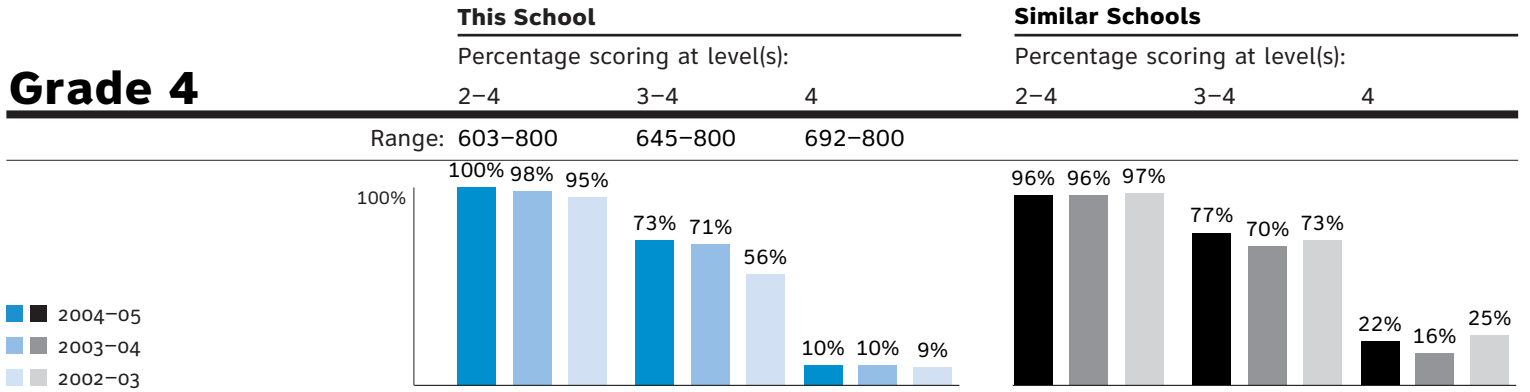 This School Similar Schools
Percentage scoring at level(s): Percentage scoring at level(s):
Grade 4
2–4 3–4 4 2–4 3–4 4
Range: 603–800 645–800 692–800
100% 98% 95% 73% 71% 56% 10% 10% 9%
96% 96% 97% 77% 70% 73% 22% 16% 25%
100%
2004–05
2003–04
2002–03